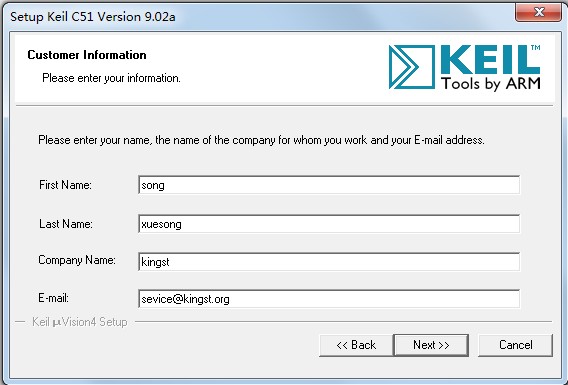 Setup Keil C51 Version 9.02a
Customer Information
Please enter your information.
KEIL™
Tools by ARM
Please enter your name, the name of the company for whom you work and your E-mail address.
First Name: song
Last Name: xuesong
Company Name: kingst
E-mail: sevice@kingst.org
Keil µVision4 Setup
<< Back Next >> Cancel